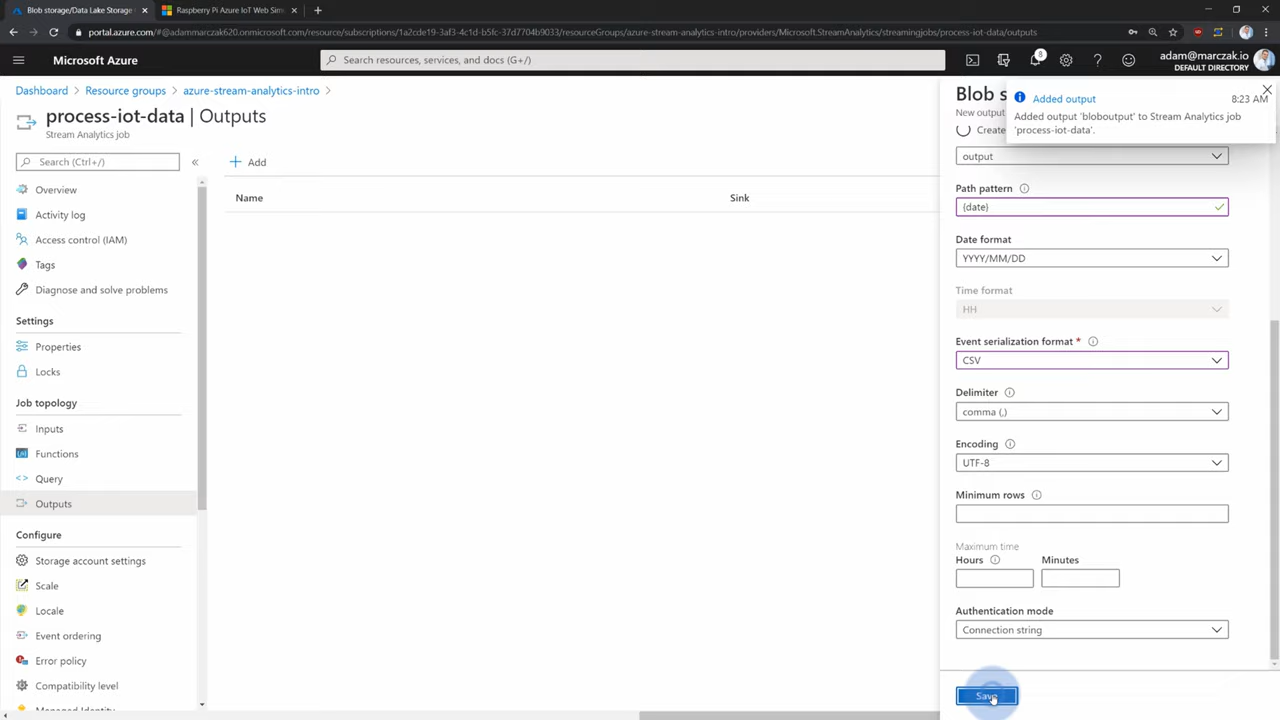 Blob storage/Data Lake Storage G
Raspberry Pi Azure IoT Web Sim
portal.azure.com/#@adammarczak620.onmicrosoft.com/resource/subscriptions/1a2cde19-3af3-4c1d-b5fc-37d7704b9033/resourceGroups/azure-stream-analytics-intro/providers/Microsoft.StreamAnalytics/streamingjobs/process-iot-data/outputs
Microsoft Azure
Search resources, services, and docs (G+/)
8
adam@marczak.io
DEFAULT DIRECTORY
Dashboard > Resource groups > azure-stream-analytics-intro >
process-iot-data | Outputs
Stream Analytics job
Search (Ctrl+/)
«
Overview
Activity log
Access control (IAM)
Tags
Diagnose and solve problems
Settings
Properties
Locks
Job topology
Inputs
Functions
Query
Outputs
Configure
Storage account settings
Scale
Locale
Event ordering
Error policy
Compatibility level
Managed Identity
+ Add
Name
Sink
Blob s
New output
Added output
8:23 AM
Added output 'bloboutput' to Stream Analytics job
'process-iot-data'.
Create
output
Path pattern
{date}
Date format
YYYY/MM/DD
Time format
HH
Event serialization format *
CSV
Delimiter
comma (,)
Encoding
UTF-8
Minimum rows
Maximum time
Hours
Minutes
Authentication mode
Connection string
Save